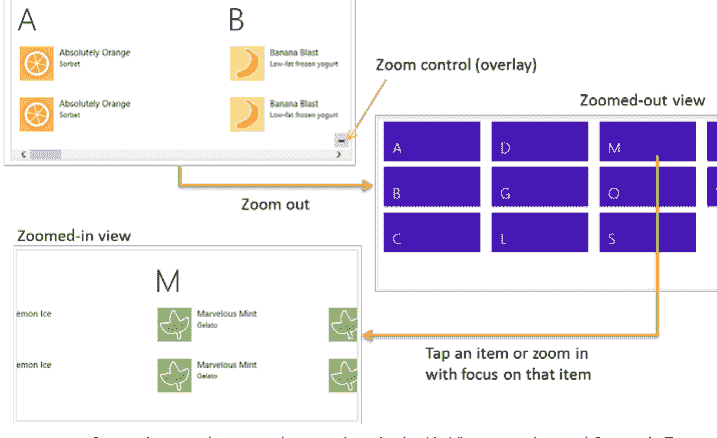 A
B
Absolutely Orange
Sorbet
Banana Blast
Low-fat frozen yogurt
Absolutely Orange
Sorbet
Banana Blast
Low-fat frozen yogurt
Zoom control (overlay)
Zoomed-out view
A
D
M
B
G
O
C
L
S
Zoom out
Zoomed-in view
M
emon Ice
Marvelous Mint
Gelato
emon Ice
Marvelous Mint
Gelato
Tap an item or zoom in
with focus on that item